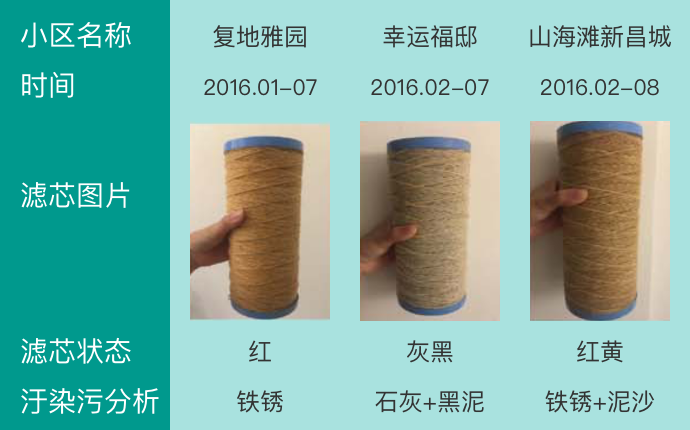 小区名称 复地雅园 幸运福邸 山海滩新昌城
时间 2016.01-07 2016.02-07 2016.02-08
滤芯图片
滤芯状态 红 灰黑 红黄
汙染污分析 铁锈 石灰+黑泥 铁锈+泥沙